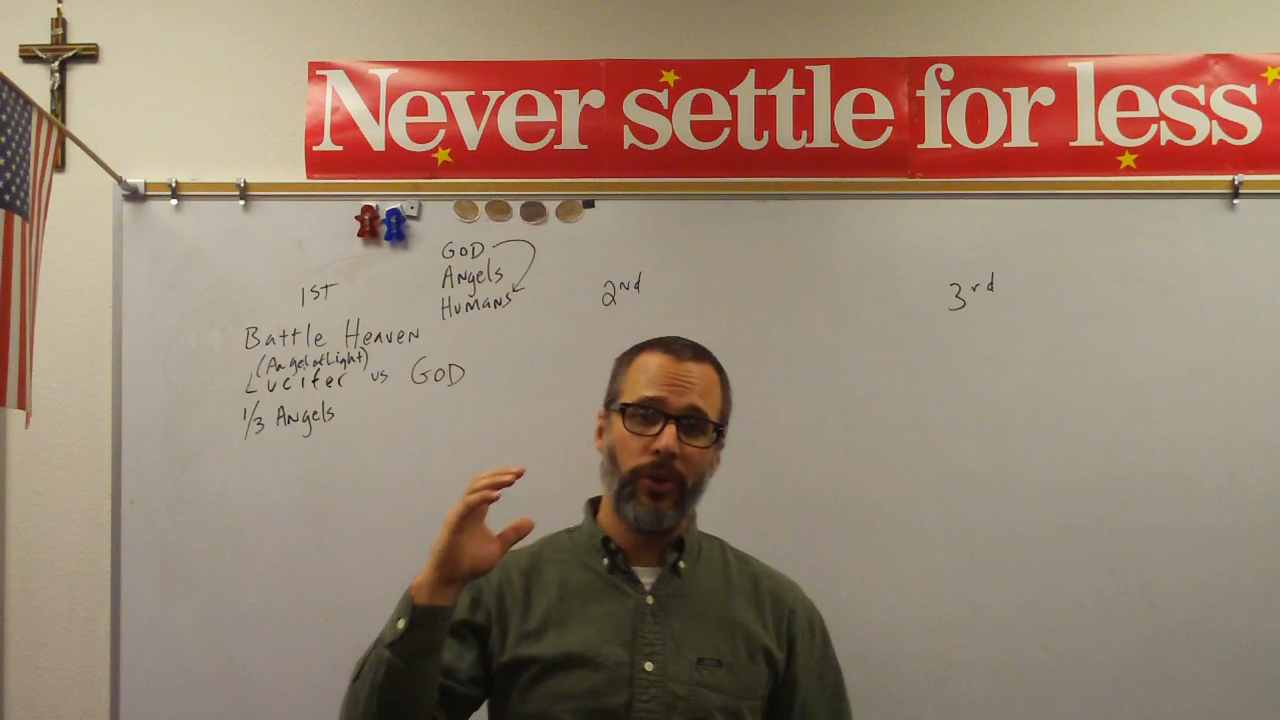 Never settle for less
GOD
Angels
Humans
1ST
2nd
3rd
Battle Heaven
(Angel of Light)
Lucifer vs GOD
1/3 Angels